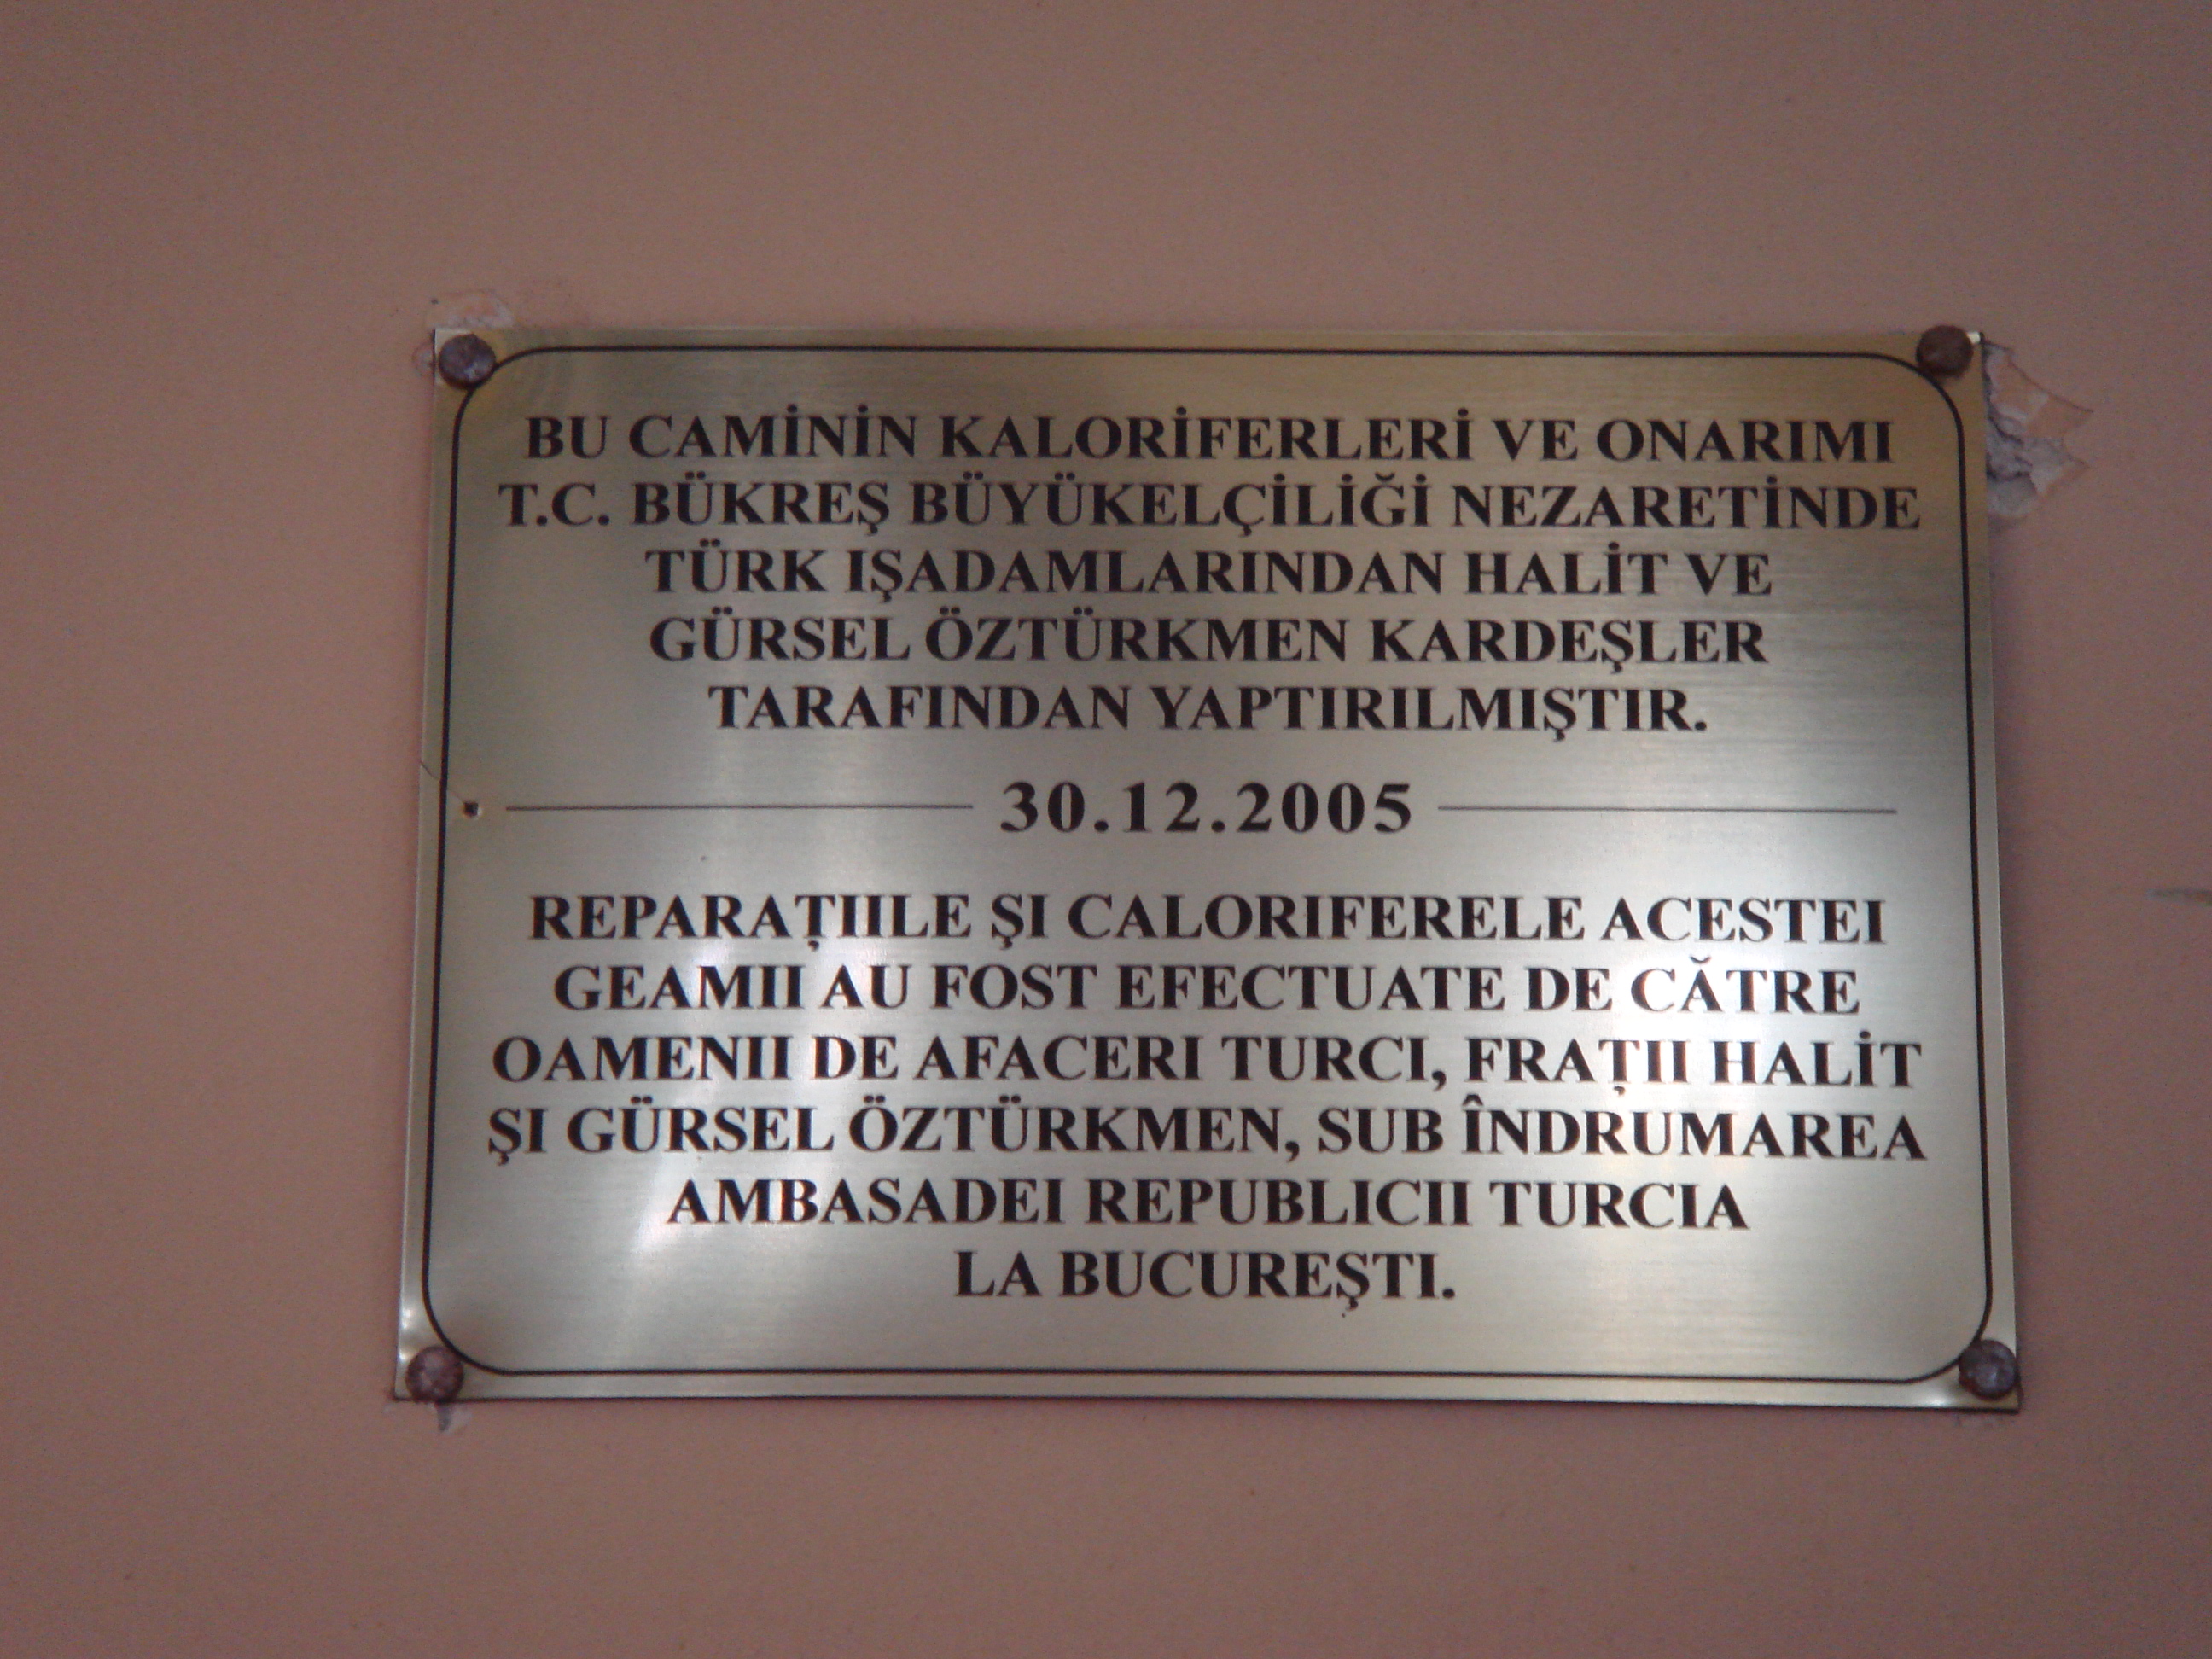 BU CAMİNİN KALORİFERLERİ VE ONARIMI
T.C. BÜKREŞ BÜYÜKELÇİLİĞİ NEZARETİNDE
TÜRK IŞADAMLARINDAN HALİT VE
GÜRSEL ÖZTÜRKMEN KARDEŞLER
TARAFINDAN YAPTIRILMIŞTIR.
30.12.2005
REPARAŢIILE ŞI CALORIFERELE ACESTEI
GEAMII AU FOST EFECTUATE DE CĂTRE
OAMENII DE AFACERI TURCI, FRAŢII HALİT
ŞI GÜRSEL ÖZTÜRKMEN, SUB ÎNDRUMAREA
AMBASADEI REPUBLICII TURCIA
LA BUCUREŞTI.